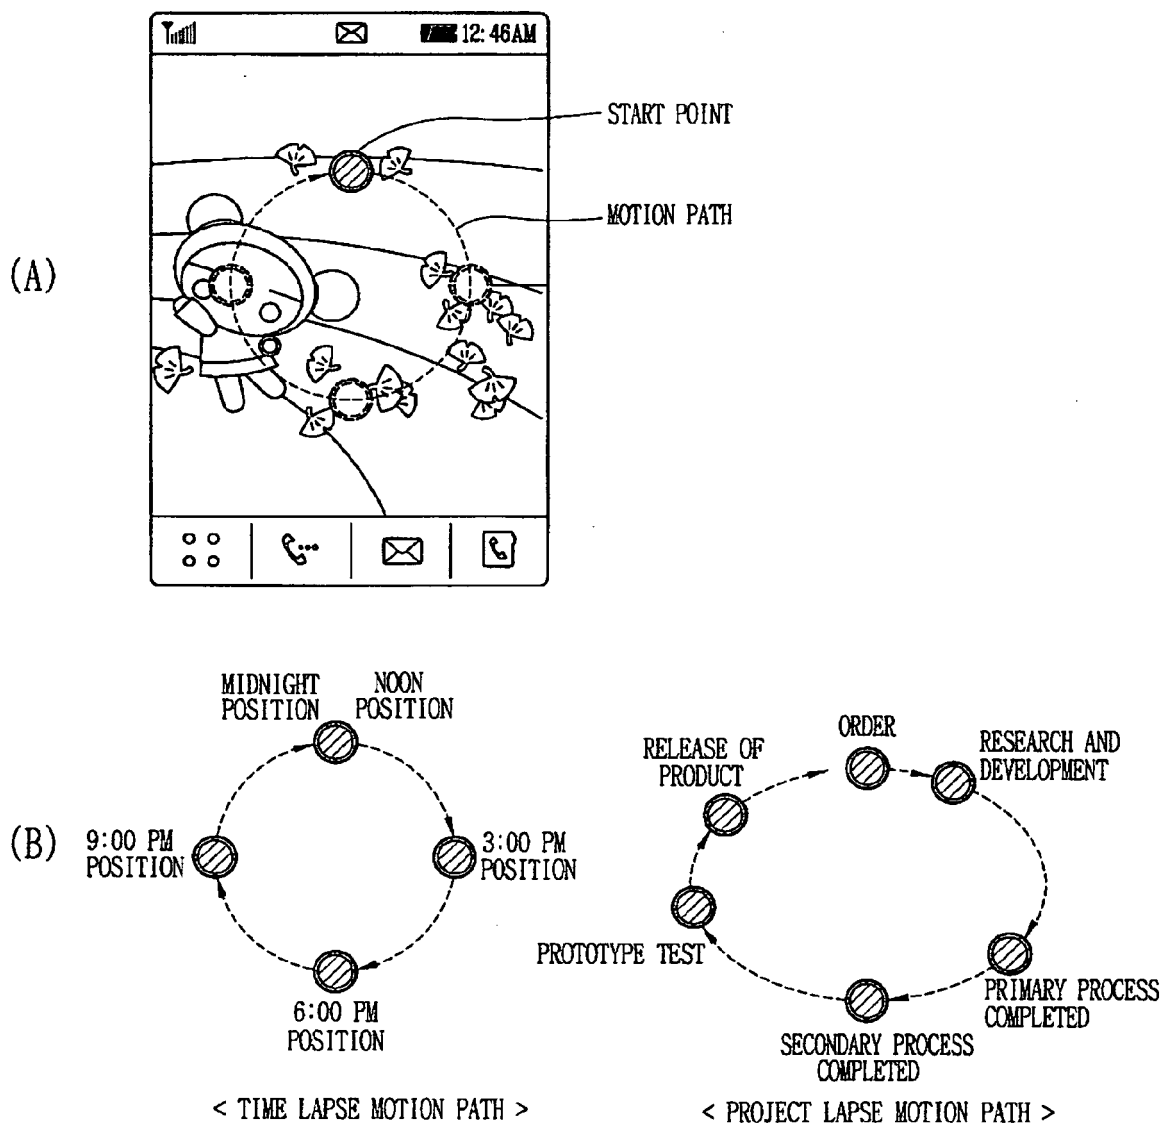 12:46AM
START POINT
MOTION PATH
(A)
MIDNIGHT
POSITION
NOON
POSITION
9:00 PM
POSITION
3:00 PM
POSITION
6:00 PM
POSITION
(B)
ORDER
RESEARCH AND
DEVELOPMENT
RELEASE OF
PRODUCT
PROTOTYPE TEST
PRIMARY PROCESS
COMPLETED
SECONDARY PROCESS
COMPLETED
< TIME LAPSE MOTION PATH >
< PROJECT LAPSE MOTION PATH >